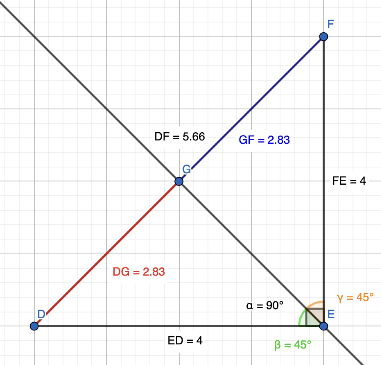 F
DF = 5.66
GF = 2.83
G
FE = 4
DG = 2.83
α = 90°
γ = 45°
D
E
ED = 4
β = 45°